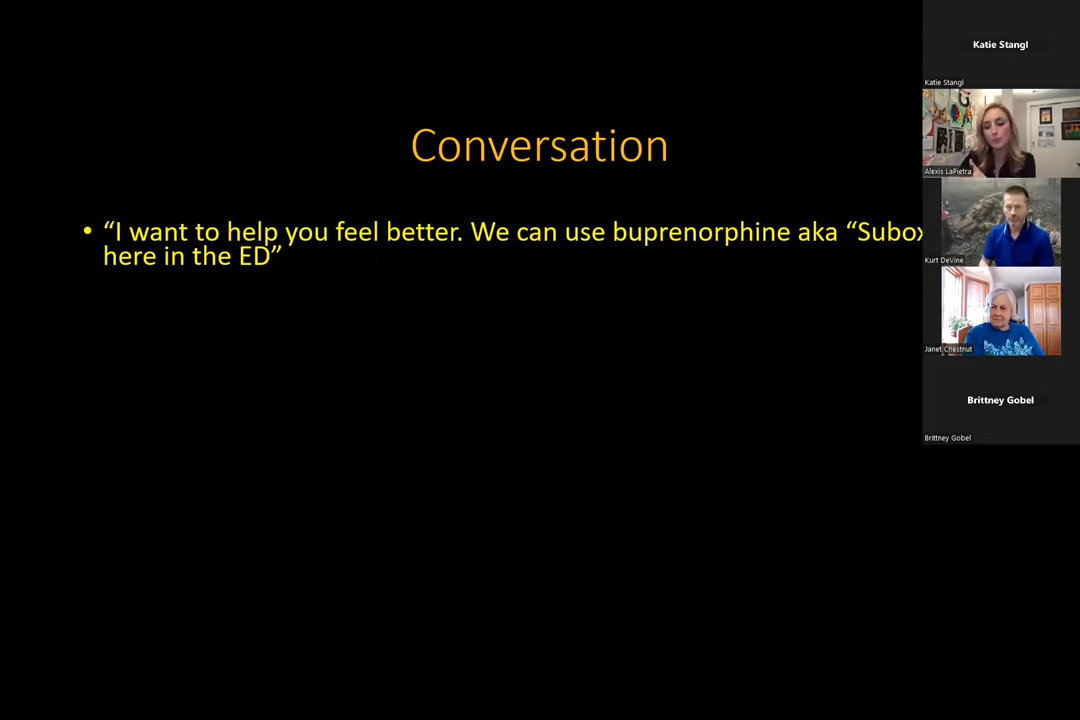 Conversation
• “I want to help you feel better. We can use buprenorphine aka “Subox
here in the ED”
Katie Stangl
Katie Stangl
Alexis LaPietra
Kurt DeVine
Janet Chestnut
Brittney Gobel
Brittney Gobel